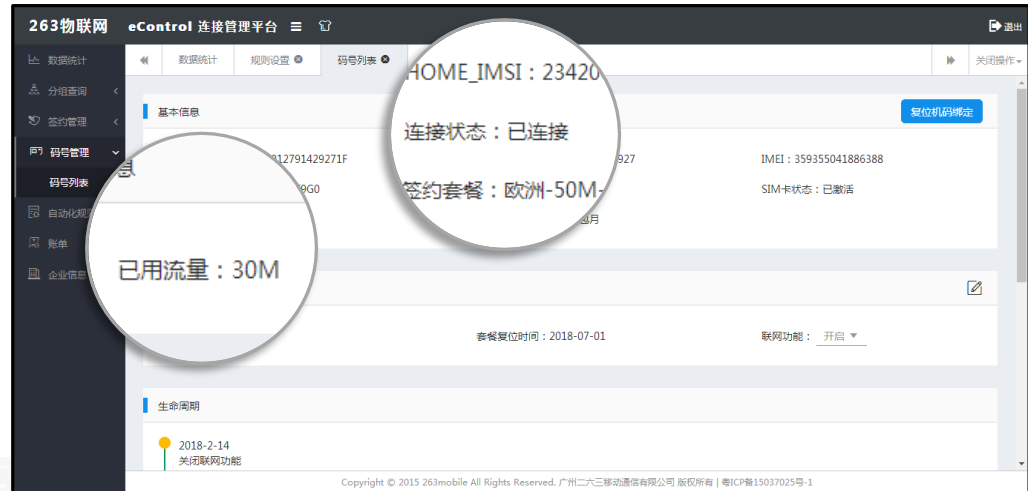 263物联网 eControl 连接管理平台 退出
数据统计 规则设置 码号列表 关闭操作
数据统计
分组查询
签约管理
码号管理
码号列表
自动化规
账单
企业信息
基本信息 复位机码绑定
HOME_IMSI：23420
连接状态：已连接
签约套餐：欧洲-50M-
012791429271F 927 IMEI：359355041886388
9G0 SIM卡状态：已激活
月
息
已用流量：30M
套餐复位时间：2018-07-01 联网功能： 开启
生命周期
2018-2-14
关闭联网功能
Copyright © 2015 263mobile All Rights Reserved. 广州二六三移动通信有限公司 版权所有 | 粤ICP备15037025号-1